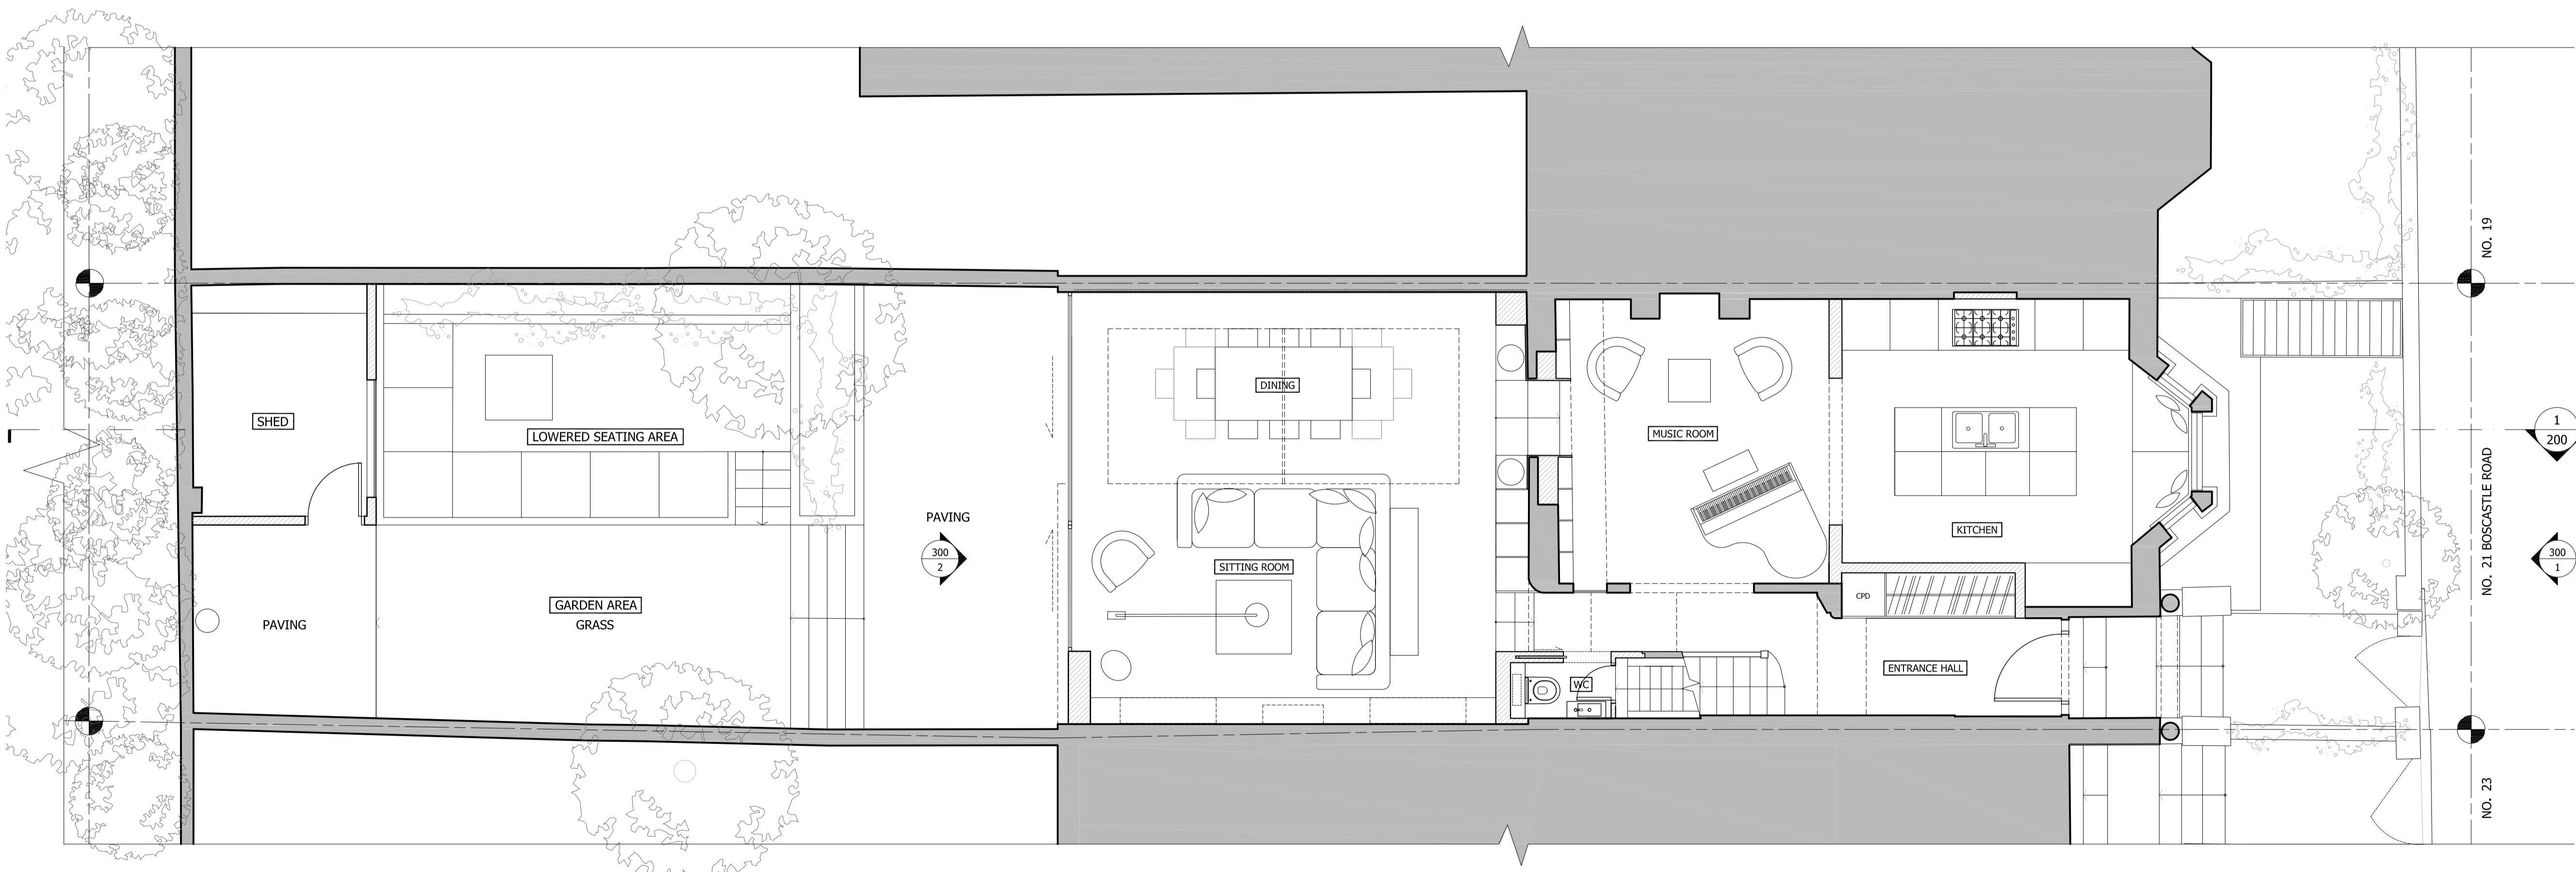 SHED
LOWERED SEATING AREA
PAVING
GARDEN AREA
GRASS
PAVING
300
2
DINING
SITTING ROOM
MUSIC ROOM
KITCHEN
CPD
WC
ENTRANCE HALL
NO. 19
NO. 21 BOSCASTLE ROAD
NO. 23
1
200
300
1